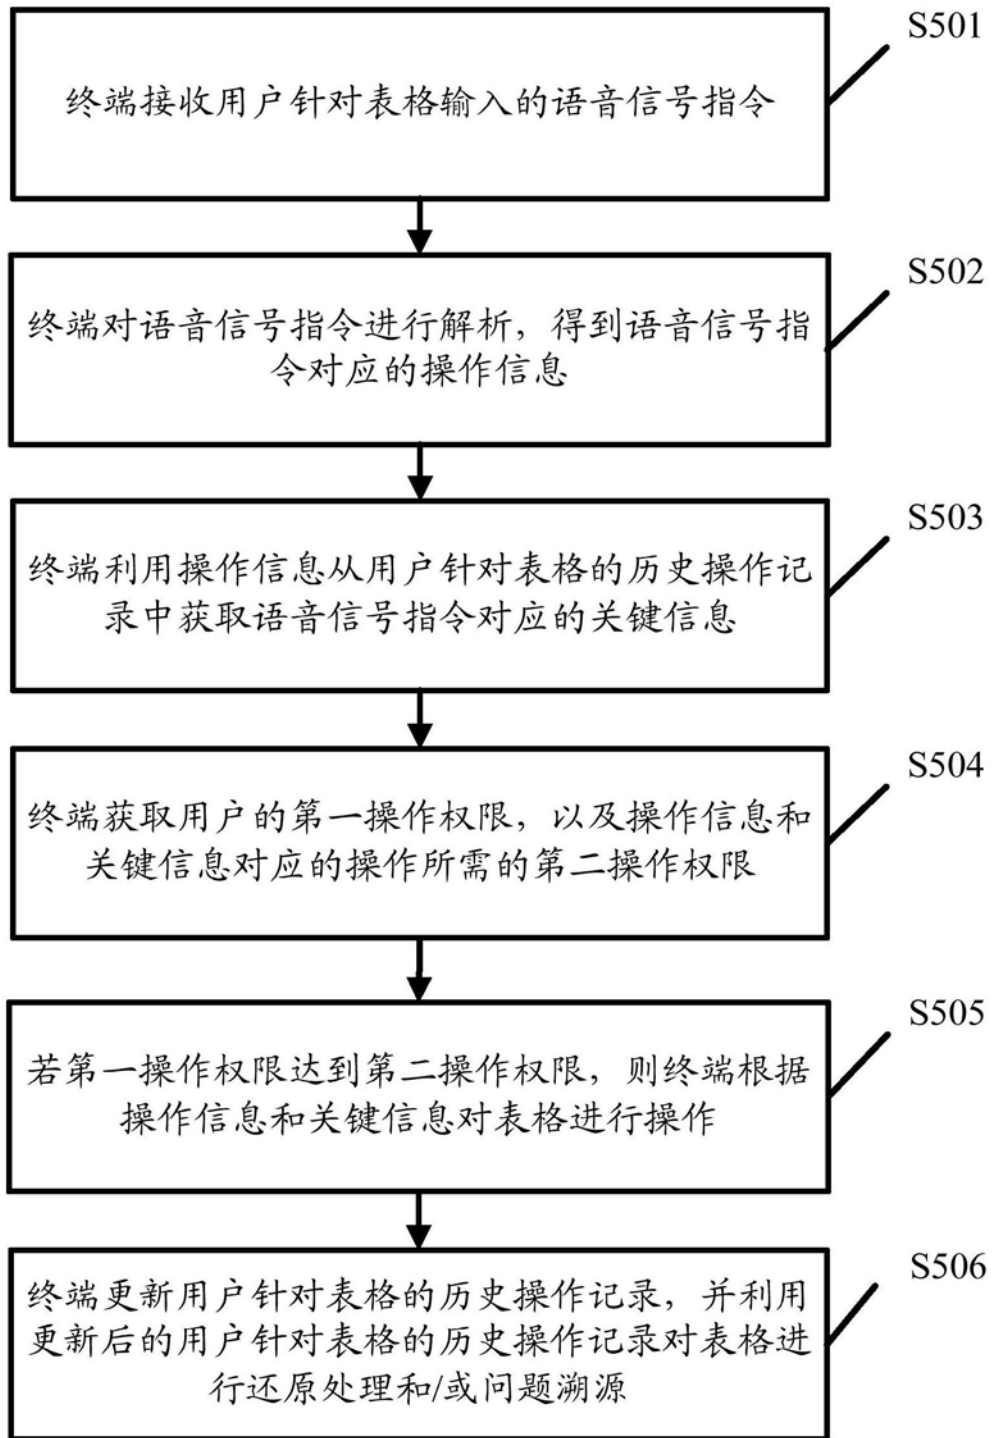 S501
终端接收用户针对表格输入的语音信号指令
S502
终端对语音信号指令进行解析，得到语音信号指
令对应的操作信息
S503
终端利用操作信息从用户针对表格的历史操作记
录中获取语音信号指令对应的关键信息
S504
终端获取用户的第一操作权限，以及操作信息和
关键信息对应的操作所需的第二操作权限
S505
若第一操作权限达到第二操作权限，则终端根据
操作信息和关键信息对表格进行操作
S506
终端更新用户针对表格的历史操作记录，并利用
更新后的用户针对表格的历史操作记录对表格进
行还原处理和/或问题溯源